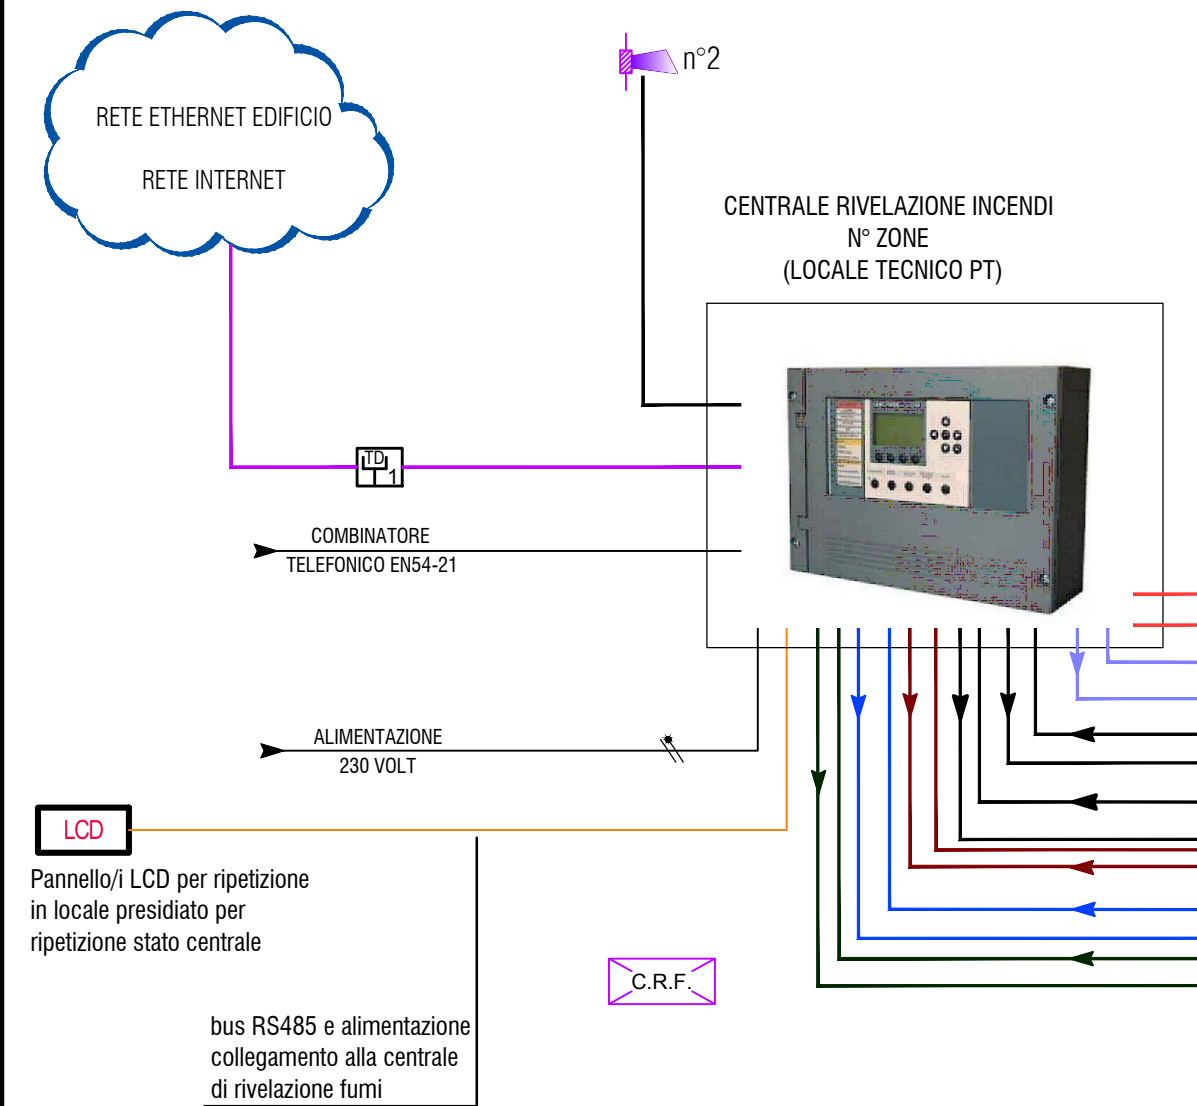 RETE ETHERNET EDIFICIO
RETE INTERNET
n°2
CENTRALE RIVELAZIONE INCENDI
N° ZONE
(LOCALE TECNICO PT)
TD
1
COMBINATORE
TELEFONICO EN54-21
ALIMENTAZIONE
230 VOLT
LCD
Pannello/i LCD per ripetizione
in locale presidiato per
ripetizione stato centrale
C.R.F.
bus RS485 e alimentazione
collegamento alla centrale
di rivelazione fumi